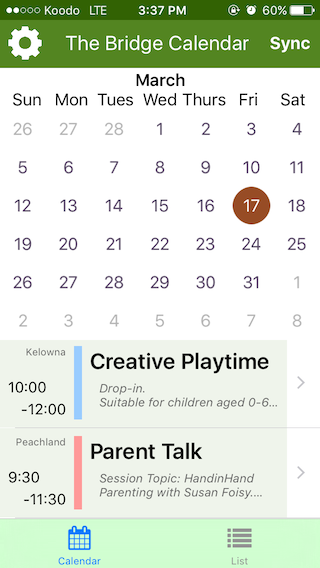 Koodo LTE 3:37 PM 60%
The Bridge Calendar Sync
March
Sun Mon Tues Wed Thurs Fri Sat
26 27 28 1 2 3 4
5 6 7 8 9 10 11
12 13 14 15 16 17 18
19 20 21 22 23 24 25
26 27 28 29 30 31 1
2 3 4 5 6 7 8
Kelowna
Creative Playtime
10:00
-12:00
Drop-in.
Suitable for children aged 0-6...
Peachland
Parent Talk
9:30
-11:30
Session Topic: HandinHand
Parenting with Susan Foisy....
Calendar List